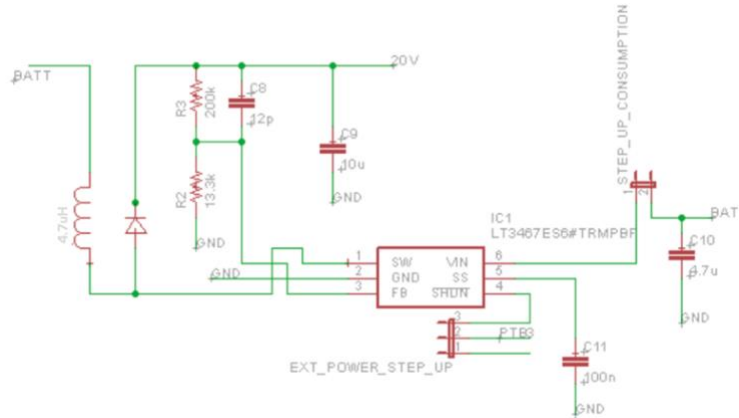 BATT
4.7uH
20V
R3
200k
C8
12p
R2
13.3k
GND
C9
10u
GND
STEP_UP_CONSUMPTION
1
2
BAT
C10
4.7u
GND
IC1
LT3467ES6#TRMPBF
GND
1 SW VIN 6
2 GND SS 5
3 FB SHDN 4
3
2
1
PTB3
EXT_POWER_STEP_UP
C11
100n
GND